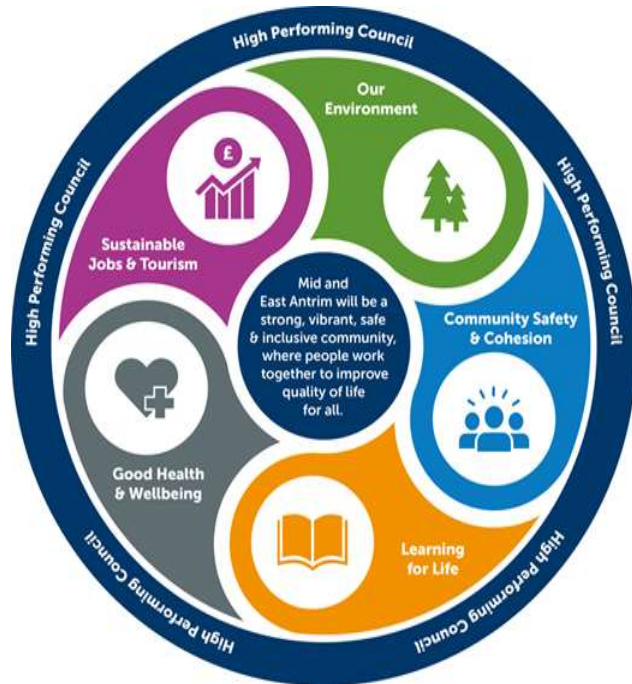 High Performing Council
Our
Environment
High Performing Council
Community Safety
& Cohesion
High Performing Council
Learning
for Life
High Performing Council
Good Health
& Wellbeing
High Performing Council
Sustainable
Jobs & Tourism
£
Mid and
East Antrim will be a
strong, vibrant, safe
& inclusive community,
where people work
together to improve
quality of life
for all.